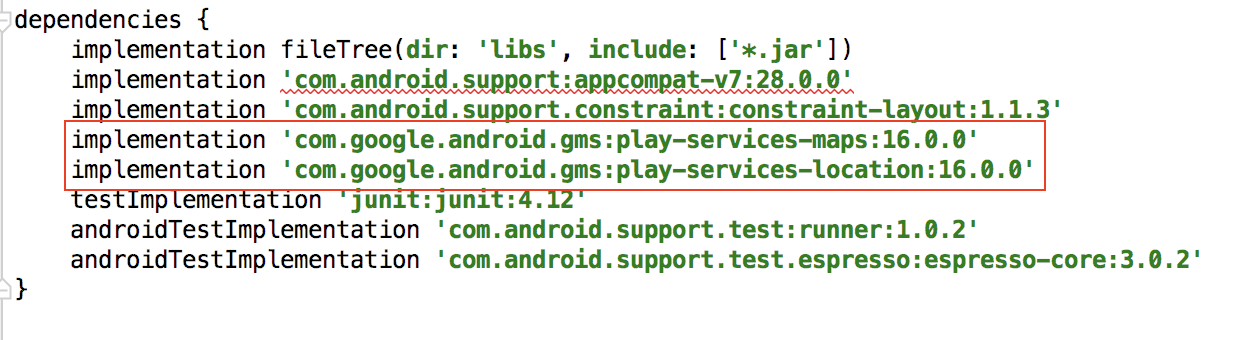 dependencies {
    implementation fileTree(dir: 'libs', include: ['*.jar'])
    implementation 'com.android.support:appcompat-v7:28.0.0'
    implementation 'com.android.support.constraint:constraint-layout:1.1.3'
    implementation 'com.google.android.gms:play-services-maps:16.0.0'
    implementation 'com.google.android.gms:play-services-location:16.0.0'
    testImplementation 'junit:junit:4.12'
    androidTestImplementation 'com.android.support.test:runner:1.0.2'
    androidTestImplementation 'com.android.support.test.espresso:espresso-core:3.0.2'
}